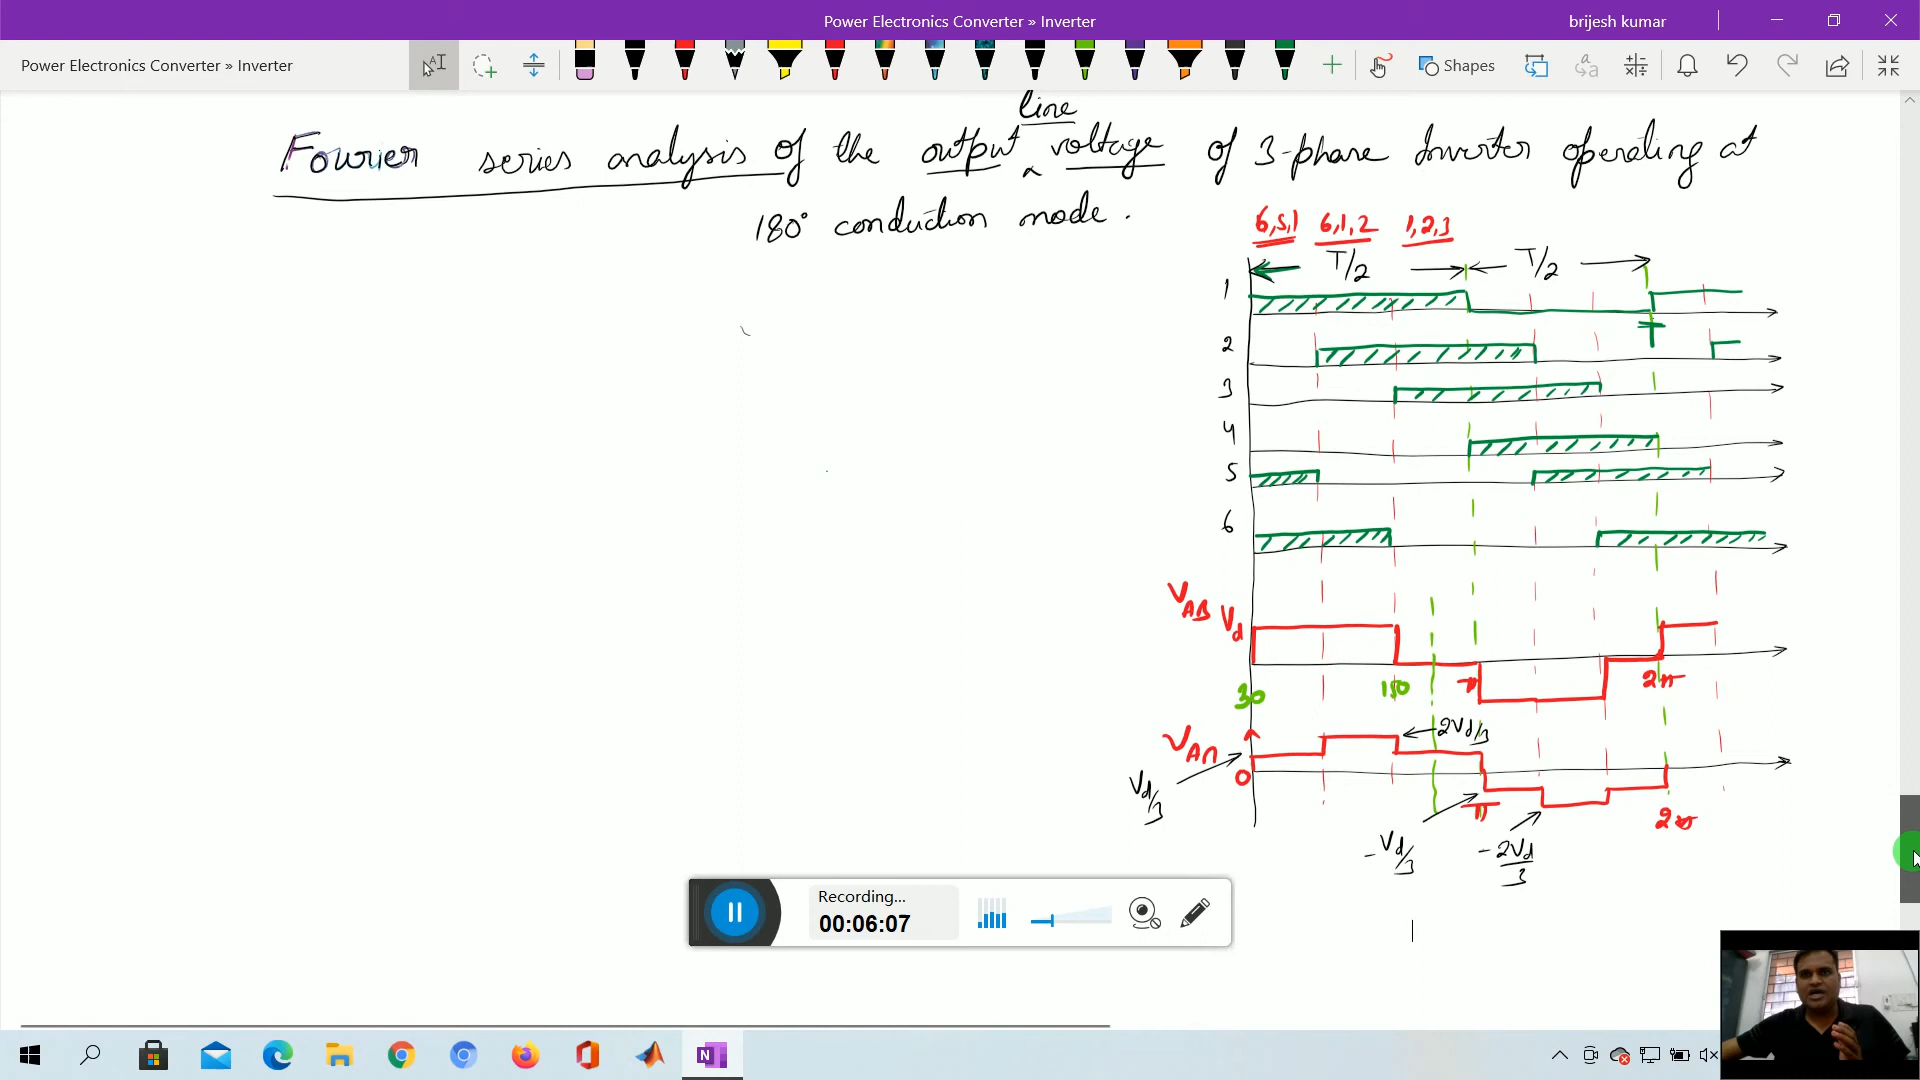 Power Electronics Converter » Inverter
brijesh kumar
Power Electronics Converter » Inverter
Shapes
line
Fourier series analysis of the output ^ voltage of 3-phase Inverter operating at
180° conduction mode.
6,5,1 6,1,2 1,2,3
T/2 T/2
1
2
3
4
5
6
V_AB V_d
30 150 π 2π
V_An 2Vd/3
0
Vd/3
π 2π
-Vd/3 -2Vd/3
Recording...
00:06:07